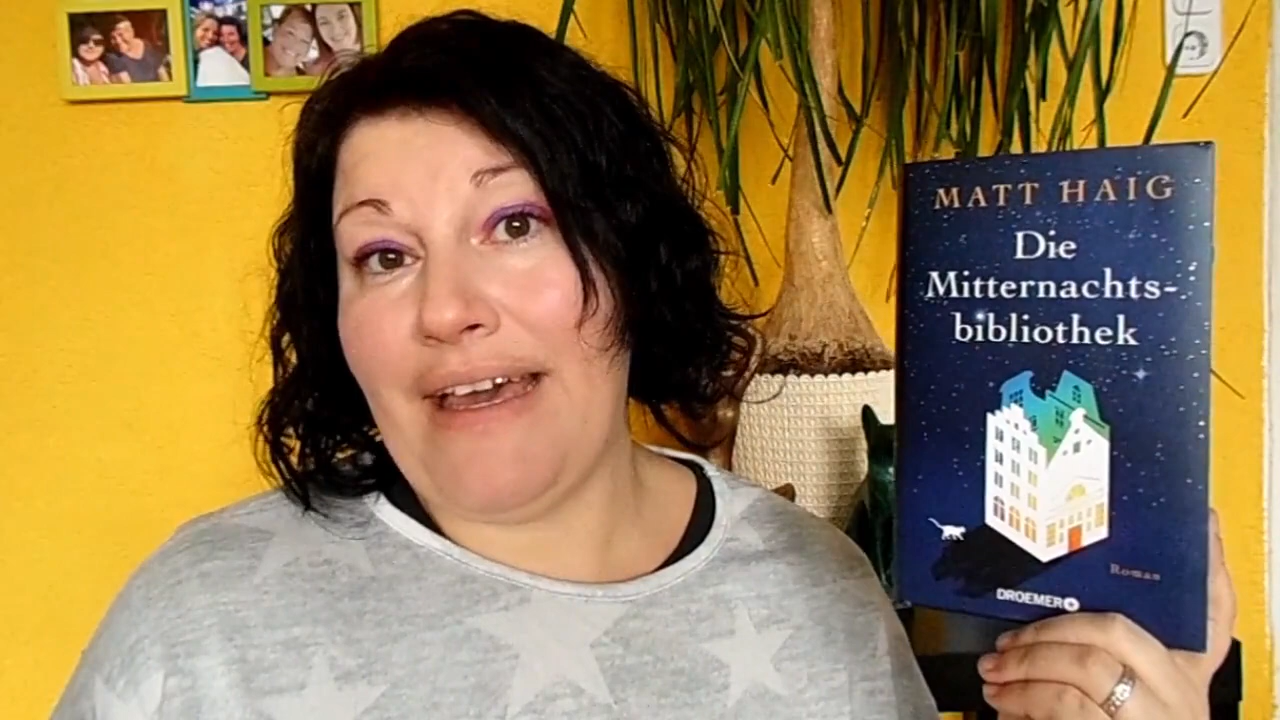 MATT HAIG
Die
Mitternachts-
bibliothek
Roman
DROEMER